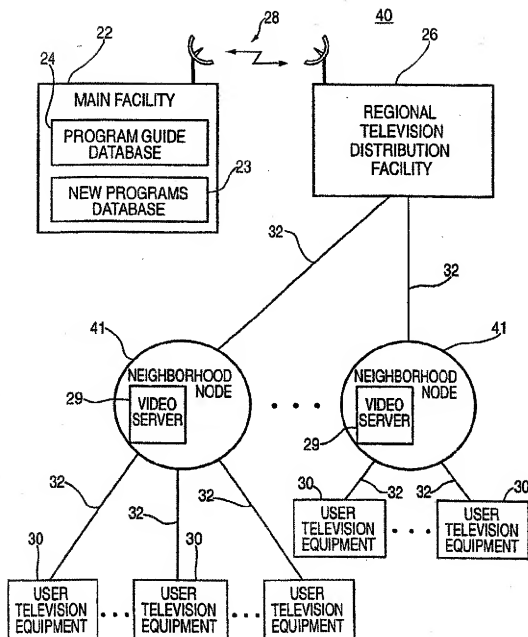 28
40
22
24
26
MAIN FACILITY
PROGRAM GUIDE
DATABASE
23
NEW PROGRAMS
DATABASE
REGIONAL
TELEVISION
DISTRIBUTION
FACILITY
32
32
41
41
NEIGHBORHOOD
NODE
29
VIDEO
SERVER
NEIGHBORHOOD
NODE
29
VIDEO
SERVER
32
32
32
30
32
32
30
USER
TELEVISION
EQUIPMENT
USER
TELEVISION
EQUIPMENT
30
30
USER
TELEVISION
EQUIPMENT
USER
TELEVISION
EQUIPMENT
USER
TELEVISION
EQUIPMENT